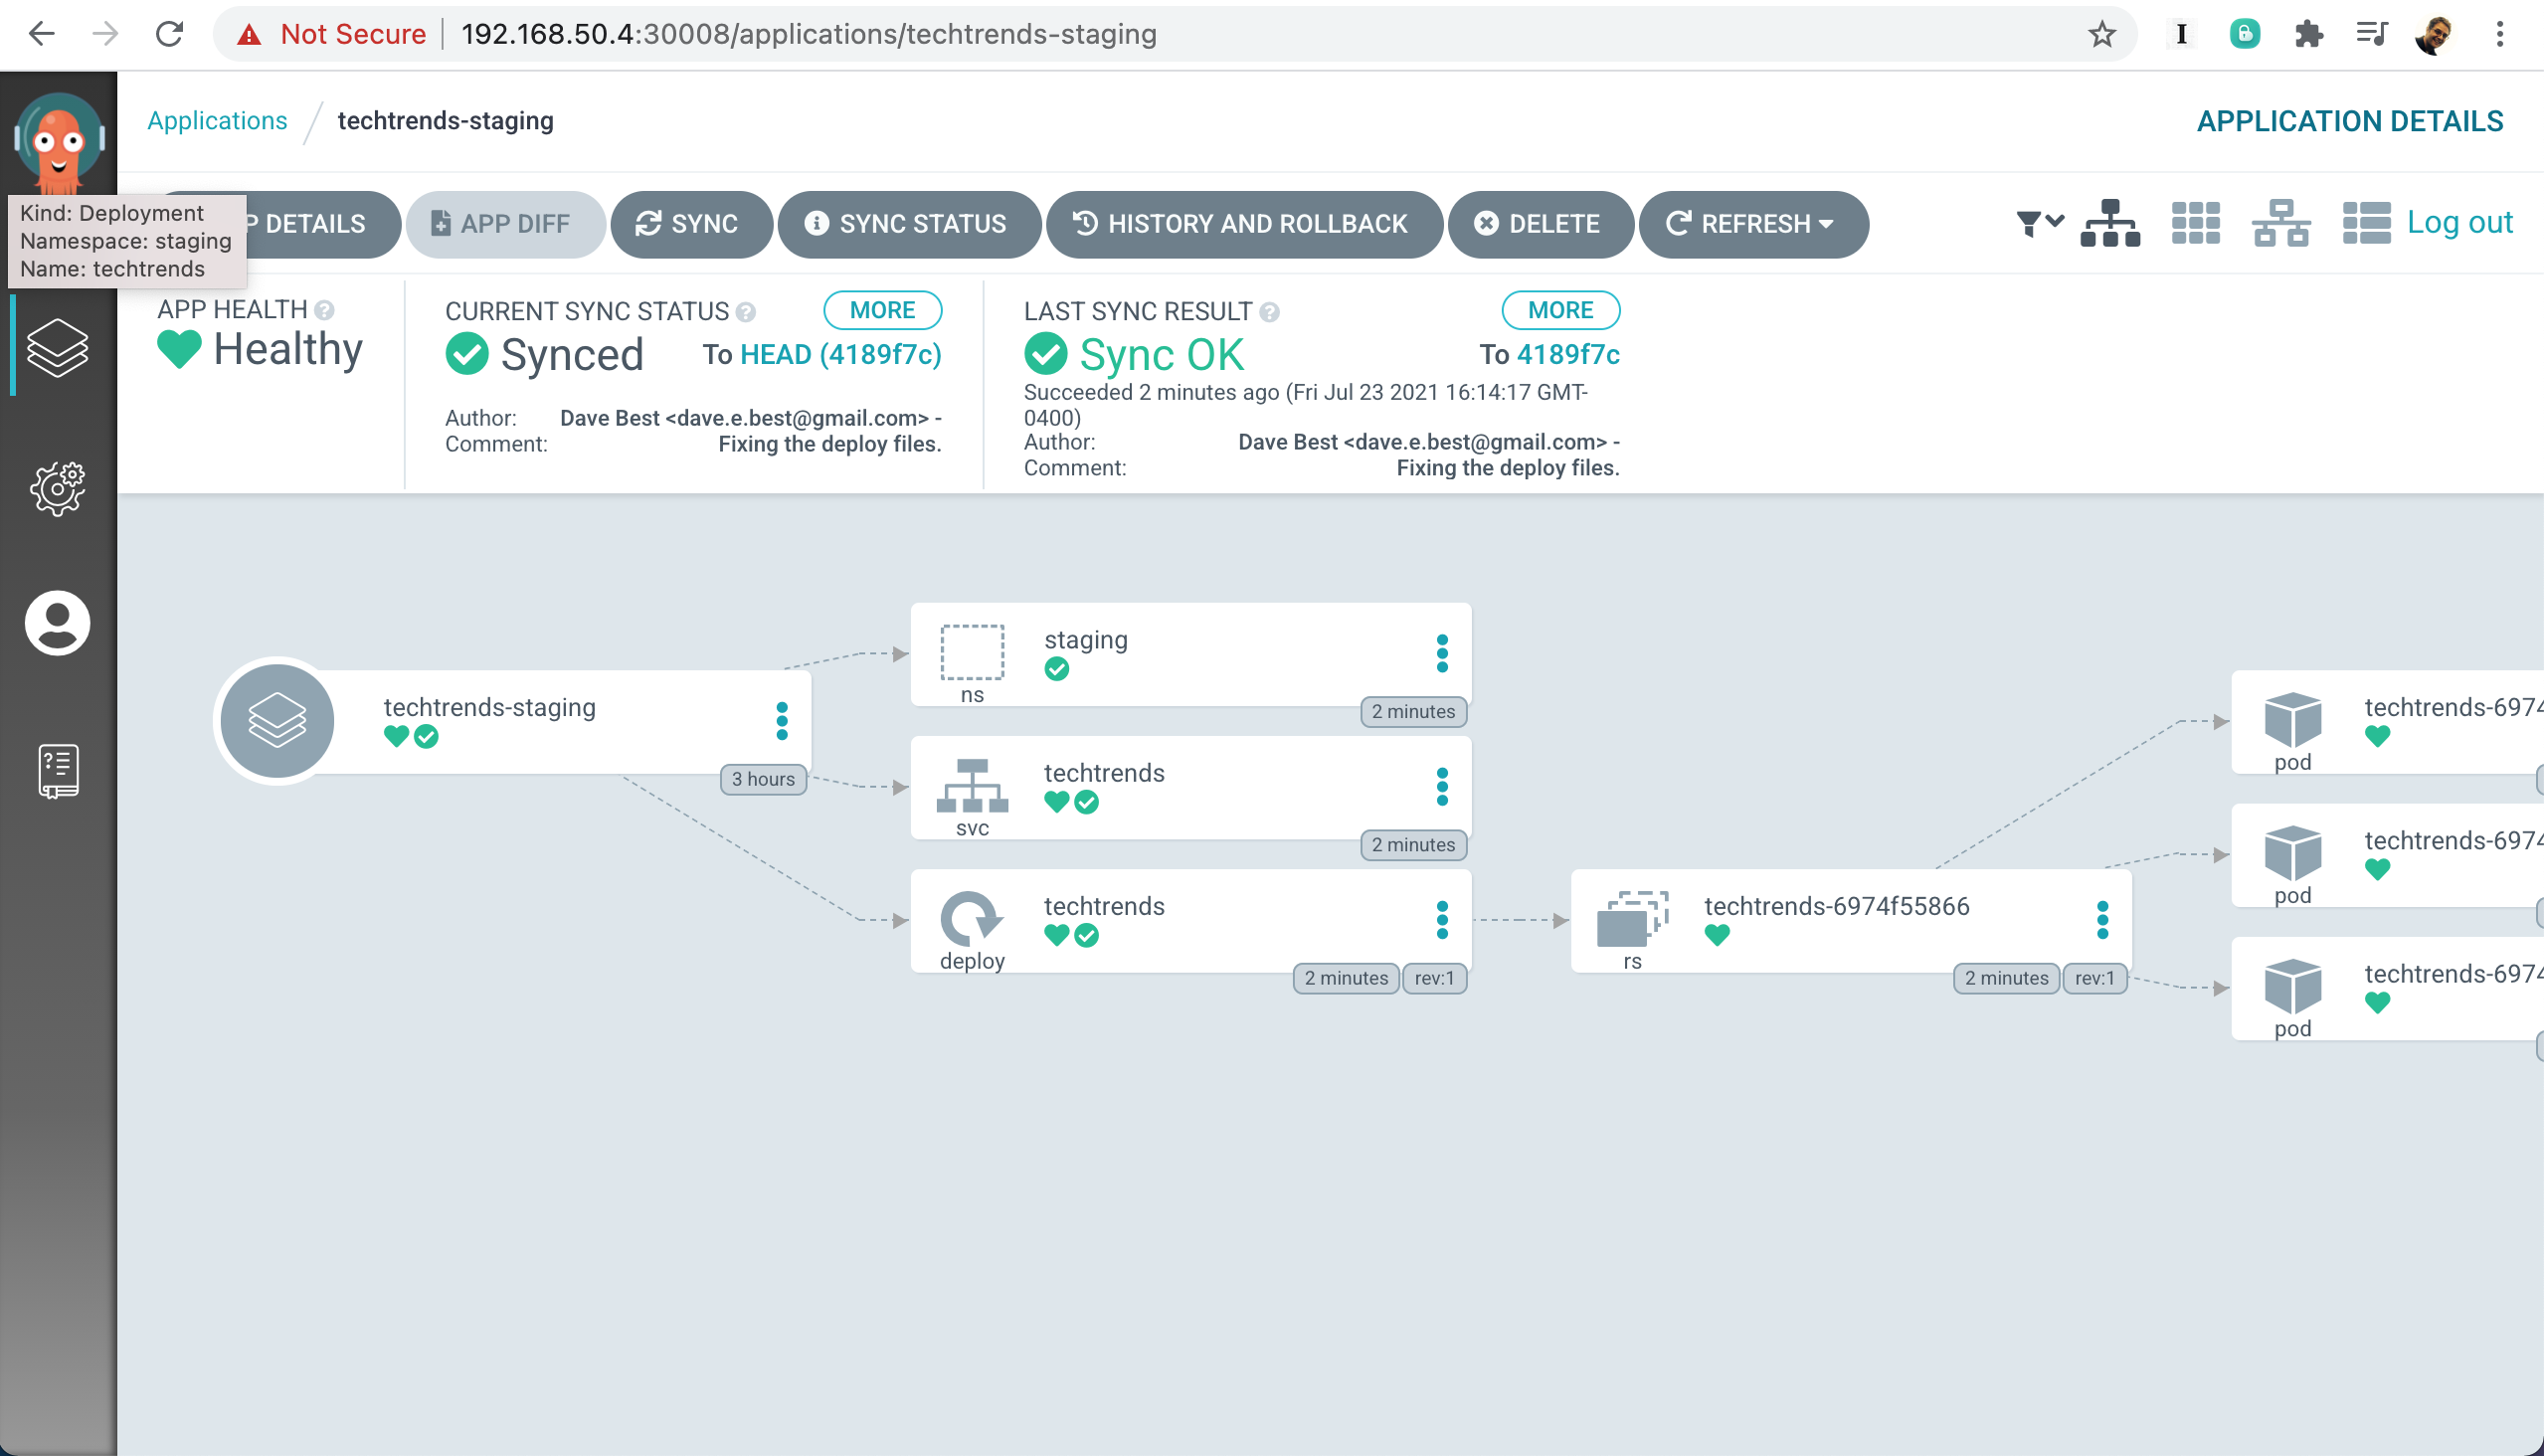 Not Secure 192.168.50.4:30008/applications/techtrends-staging
Applications / techtrends-staging
APPLICATION DETAILS
Kind: Deployment
Namespace: staging
Name: techtrends
P DETAILS
APP DIFF
SYNC
SYNC STATUS
HISTORY AND ROLLBACK
DELETE
REFRESH
Log out
APP HEALTH
Healthy
CURRENT SYNC STATUS
MORE
Synced
To HEAD (4189f7c)
Author: Dave Best <dave.e.best@gmail.com> -
Comment: Fixing the deploy files.
LAST SYNC RESULT
MORE
Sync OK
To 4189f7c
Succeeded 2 minutes ago (Fri Jul 23 2021 16:14:17 GMT-
0400)
Author: Dave Best <dave.e.best@gmail.com> -
Comment: Fixing the deploy files.
techtrends-staging
3 hours
staging
ns
2 minutes
techtrends
svc
2 minutes
techtrends
deploy
2 minutes
rev:1
techtrends-6974f55866
rs
2 minutes
rev:1
techtrends-6974
pod
techtrends-6974
pod
techtrends-6974
pod